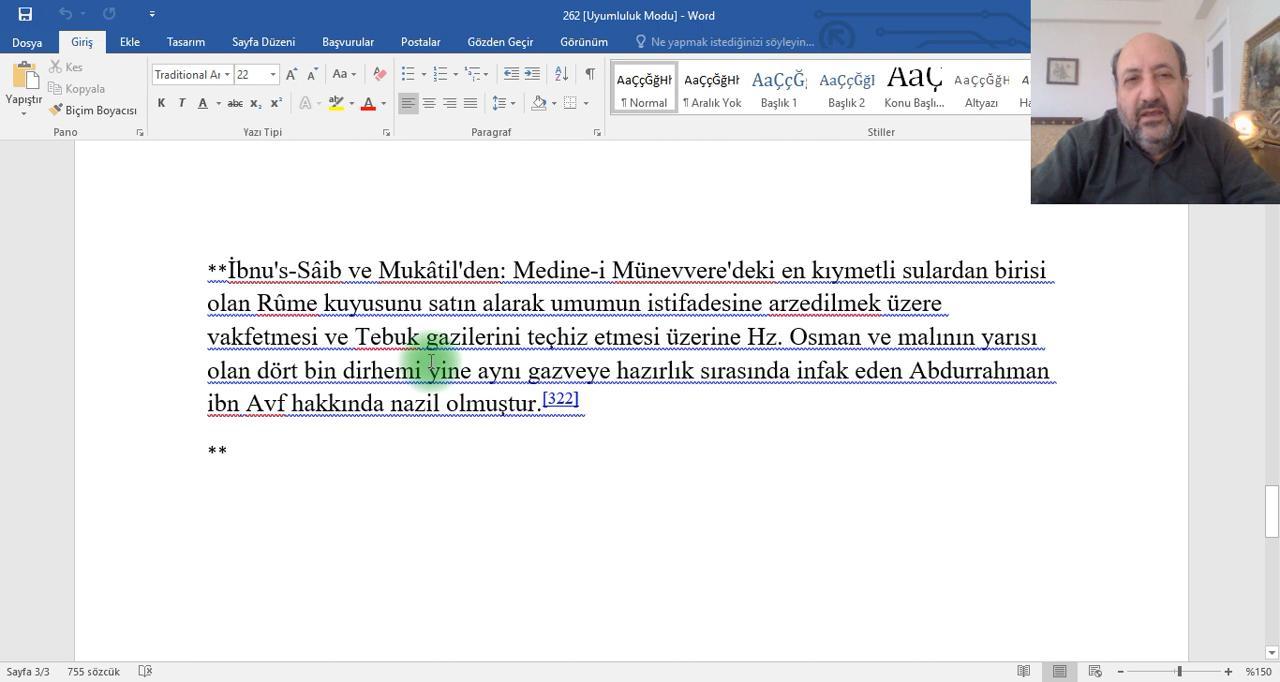 262 [Uyumluluk Modu] - Word
Dosya Giriş Ekle Tasarım Sayfa Düzeni Başvurular Postalar Gözden Geçir Görünüm Ne yapmak istediğinizi söyleyin...
Yapıştır
Kes
Kopyala
Biçim Boyacısı
Pano
Traditional Ar 22
Yazı Tipi
Paragraf
AaÇçĞğHł AaÇçĞğHł AaÇçĞğ AaÇçĞğI AaÇ AaÇçĞğH
¶ Normal ¶ Aralık Yok Başlık 1 Başlık 2 Konu Başlı... Altyazı
Stiller
**İbnu's-Sâib ve Mukâtil'den: Medine-i Münevvere'deki en kıymetli sulardan birisi
olan Rûme kuyusunu satın alarak umumun istifadesine arzedilmek üzere
vakfetmesi ve Tebuk gazilerini teçhiz etmesi üzerine Hz. Osman ve malının yarısı
olan dört bin dirhemi yine aynı gazveye hazırlık sırasında infak eden Abdurrahman
ibn Avf hakkında nazil olmuştur.[322]
**
Sayfa 3/3 755 sözcük %150